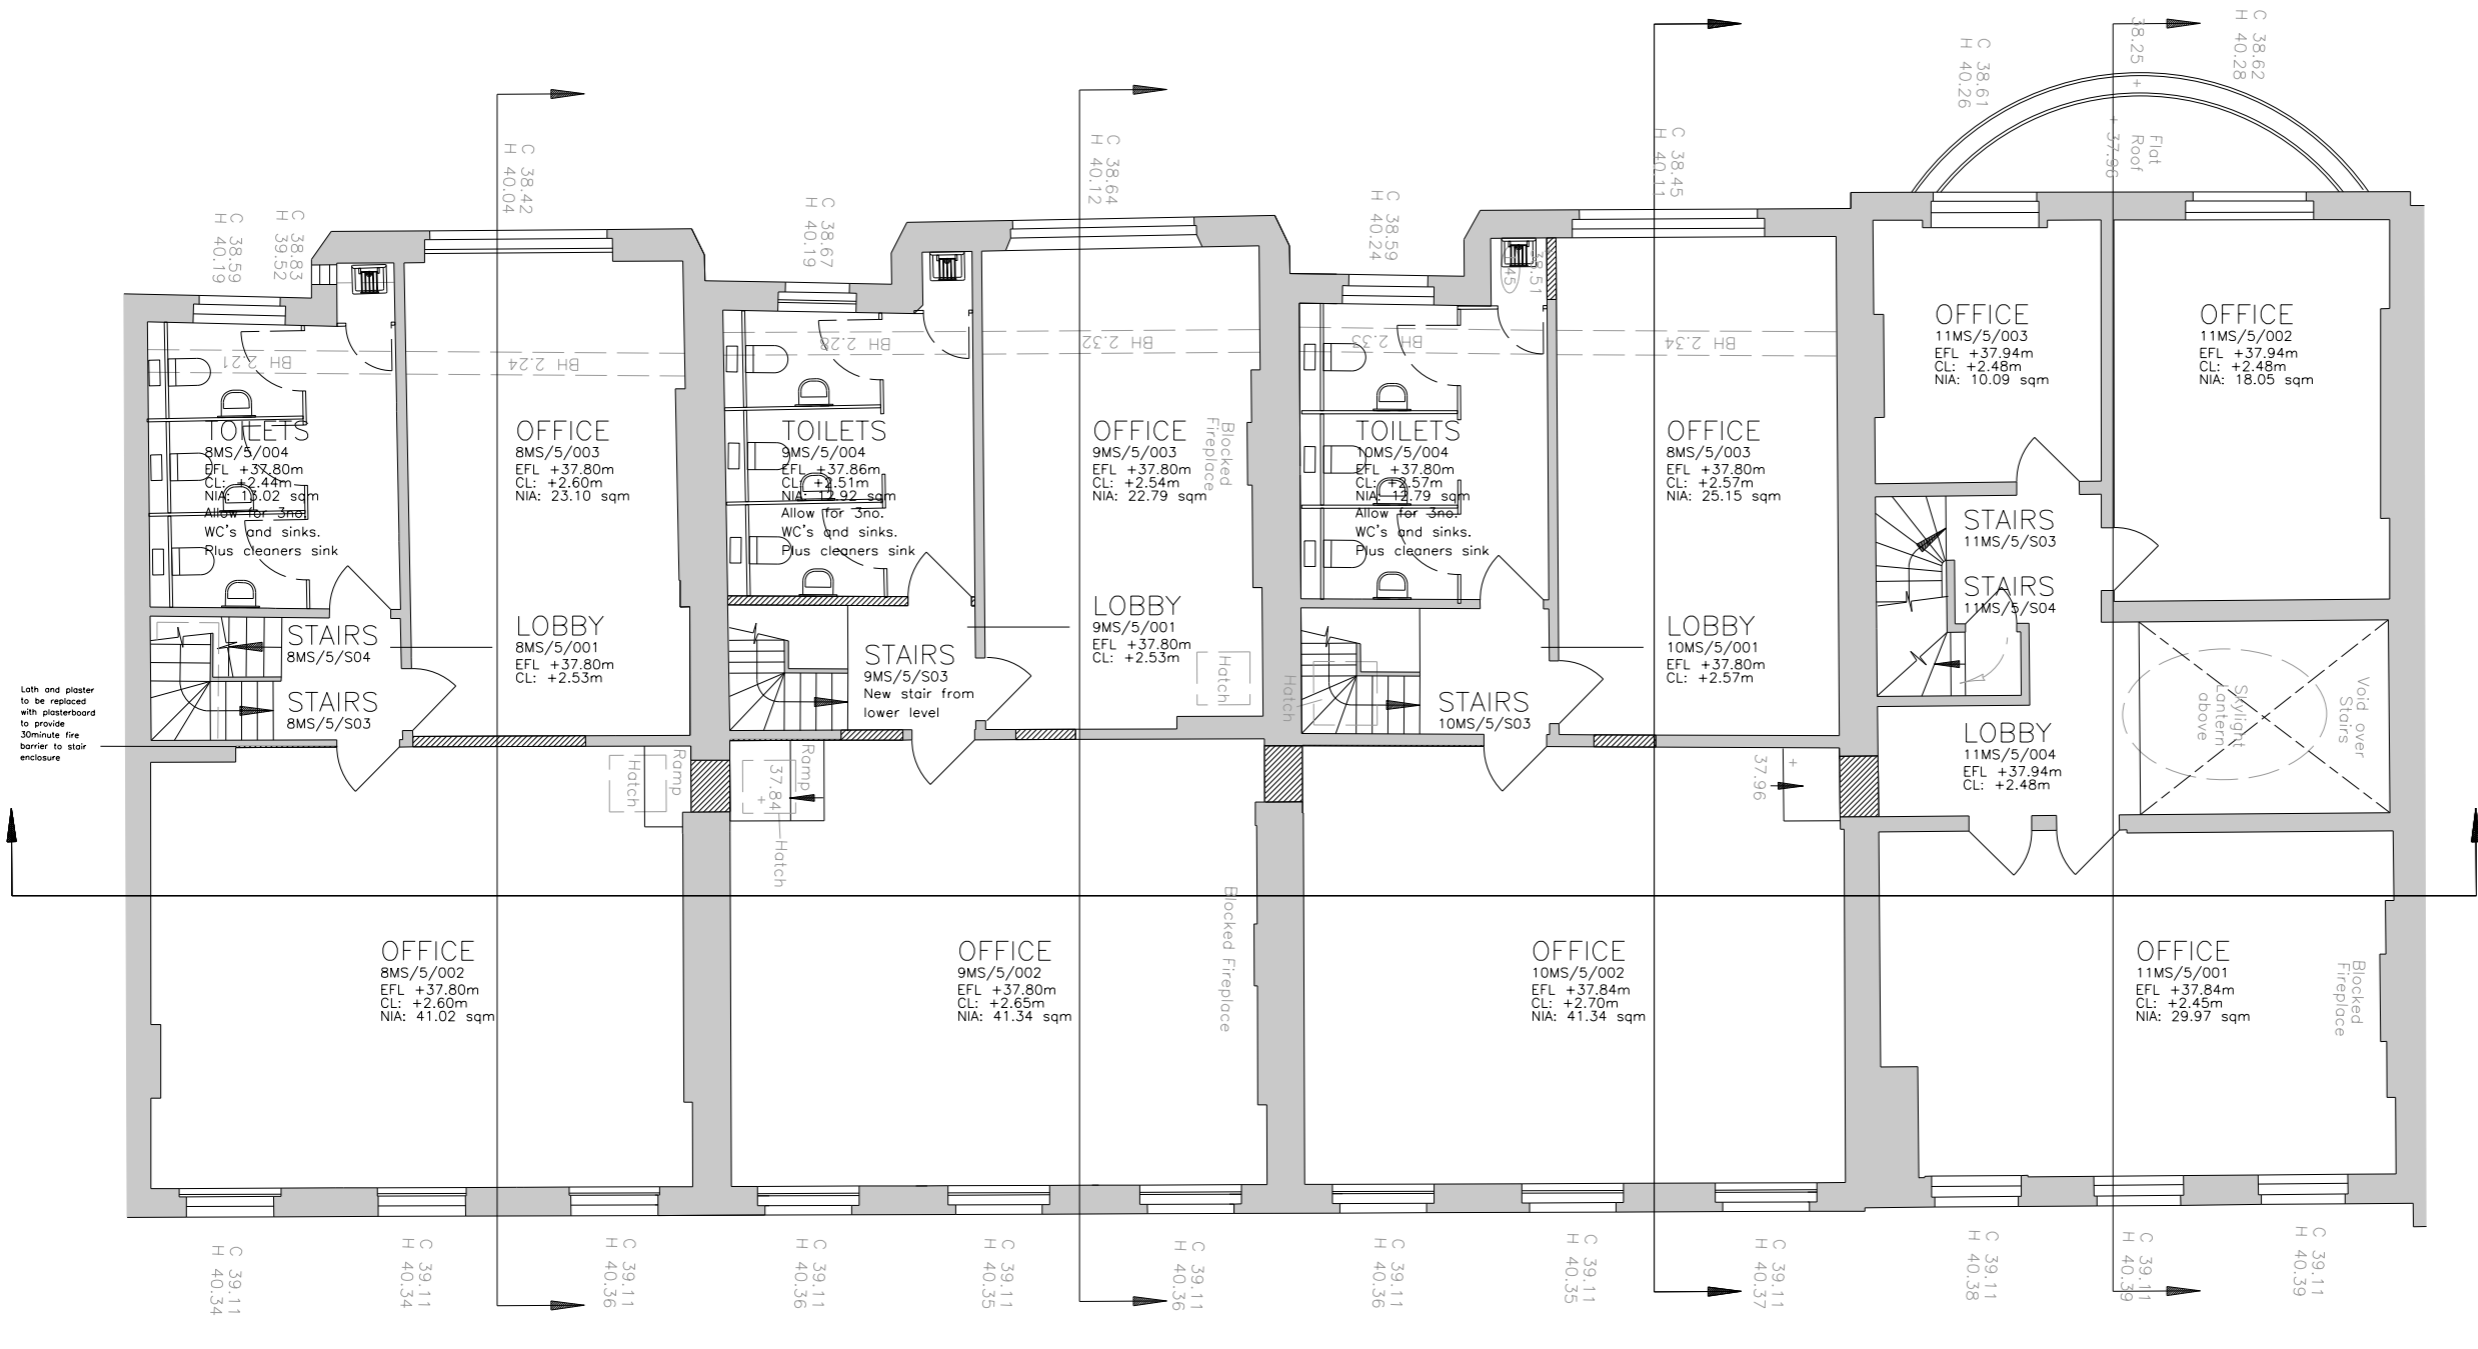 C 38.42
H 40.04
C 38.59
H 40.19
C 38.83
H 39.52
C 38.67
H 40.19
C 38.64
H 40.12
C 38.59
H 40.24
C 38.45
H 40.11
C 38.61
H 40.26
38.25 +
C 38.62
H 40.28
+ 37.96
Flat
Roof
BH 2.21
BH 2.24
BH 2.28
BH 2.32
BH 2.33
BH 2.34
TOILETS
8MS/5/004
EFL +37.80m
CL: +2.44m
NIA: 13.02 sqm
Allow for 3no.
WC's and sinks.
Plus cleaners sink
OFFICE
8MS/5/003
EFL +37.80m
CL: +2.60m
NIA: 23.10 sqm
TOILETS
9MS/5/004
EFL +37.86m
CL: +2.51m
NIA: 12.92 sqm
Allow for 3no.
WC's and sinks.
Plus cleaners sink
OFFICE
9MS/5/003
EFL +37.80m
CL: +2.54m
NIA: 22.79 sqm
Blocked
Fireplace
TOILETS
10MS/5/004
EFL +37.80m
CL: +2.57m
NIA: 12.79 sqm
Allow for 3no.
WC's and sinks.
Plus cleaners sink
OFFICE
8MS/5/003
EFL +37.80m
CL: +2.57m
NIA: 25.15 sqm
OFFICE
11MS/5/003
EFL +37.94m
CL: +2.48m
NIA: 10.09 sqm
OFFICE
11MS/5/002
EFL +37.94m
CL: +2.48m
NIA: 18.05 sqm
STAIRS
11MS/5/S03
STAIRS
11MS/5/S04
STAIRS
8MS/5/S04
STAIRS
8MS/5/S03
LOBBY
8MS/5/001
EFL +37.80m
CL: +2.53m
STAIRS
9MS/5/S03
New stair from
lower level
LOBBY
9MS/5/001
EFL +37.80m
CL: +2.53m
Hatch
Hatch
STAIRS
10MS/5/S03
LOBBY
10MS/5/001
EFL +37.80m
CL: +2.57m
LOBBY
11MS/5/004
EFL +37.94m
CL: +2.48m
Skylight
Lantern
above
Void over
Stairs
Lath and plaster
to be replaced
with plasterboard
to provide
30minute fire
barrier to stair
enclosure
Hatch
Ramp
37.84
+
Ramp
Hatch
+
37.96
OFFICE
8MS/5/002
EFL +37.80m
CL: +2.60m
NIA: 41.02 sqm
OFFICE
9MS/5/002
EFL +37.80m
CL: +2.65m
NIA: 41.34 sqm
Blocked Fireplace
OFFICE
10MS/5/002
EFL +37.84m
CL: +2.70m
NIA: 41.34 sqm
OFFICE
11MS/5/001
EFL +37.84m
CL: +2.45m
NIA: 29.97 sqm
Blocked
Fireplace
C 39.11
H 40.34
C 39.11
H 40.34
C 39.11
H 40.36
C 39.11
H 40.36
C 39.11
H 40.35
C 39.11
H 40.36
C 39.11
H 40.36
C 39.11
H 40.35
C 39.11
H 40.37
C 39.11
H 40.38
C 39.11
H 40.39
C 39.11
H 40.39